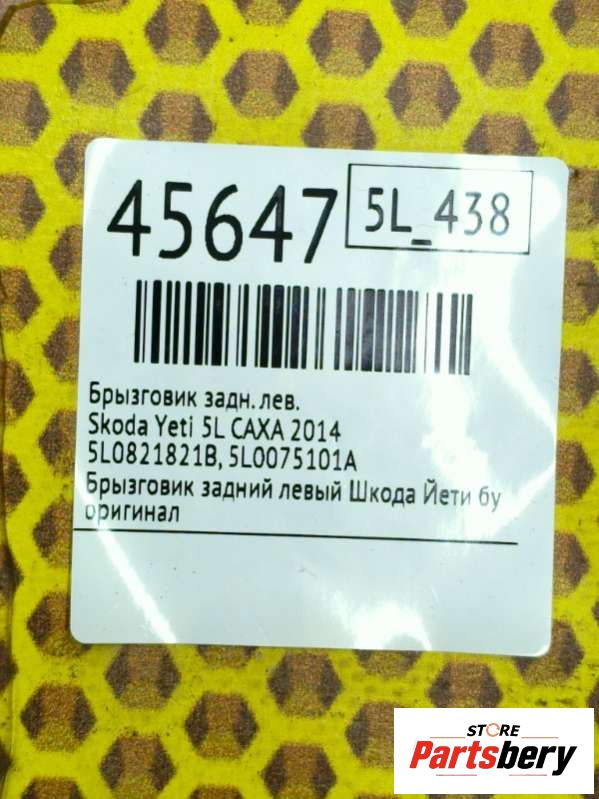 45647
5L_438
Брызговик задн. лев.
Skoda Yeti 5L CAXA 2014
5L0821821B, 5L0075101A
Брызговик задний левый Шкода Йети бу
оригинал
STORE
Partsbery